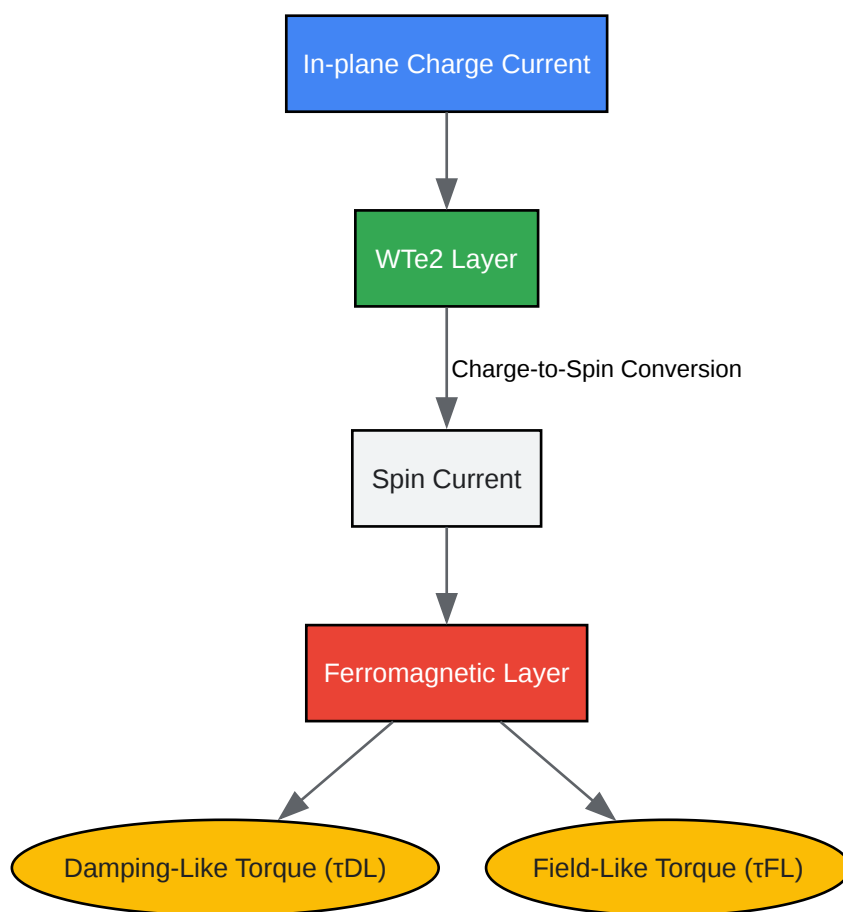 In-plane Charge Current
WTe2 Layer
Charge-to-Spin Conversion
Spin Current
Ferromagnetic Layer
Damping-Like Torque (τDL)
Field-Like Torque (τFL)